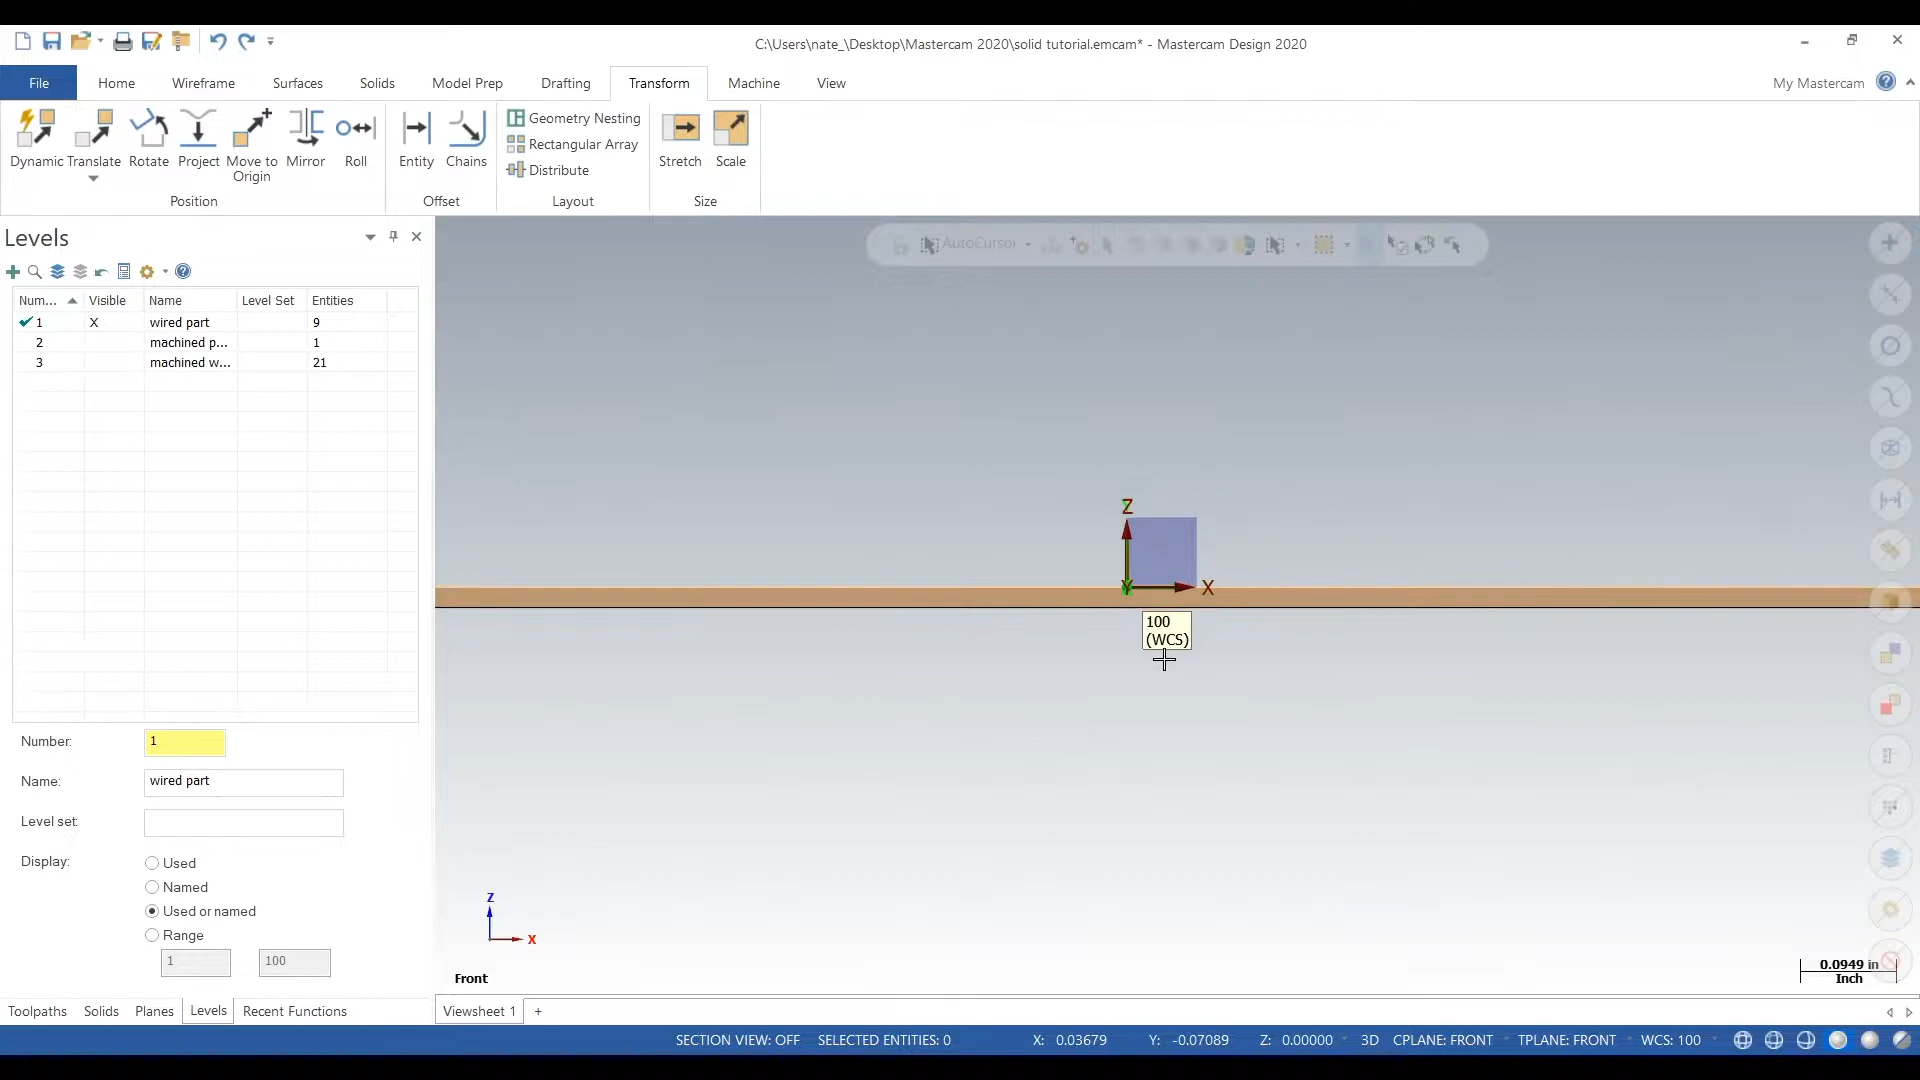 C:\Users\nate_\Desktop\Mastercam 2020\solid tutorial.emcam* - Mastercam Design 2020
File Home Wireframe Surfaces Solids Model Prep Drafting Transform Machine View My Mastercam
Dynamic Translate Rotate Project Move to Origin Mirror Roll
Position
Entity Chains
Offset
Geometry Nesting
Rectangular Array
Distribute
Layout
Stretch Scale
Size
Levels
Num... Visible Name Level Set Entities
1 X wired part 9
2 machined p... 1
3 machined w... 21
Number: 1
Name: wired part
Level set:
Display:
Used
Named
Used or named
Range
1 100
Toolpaths Solids Planes Levels Recent Functions
AutoCursor
Z
Y X
100
(WCS)
Z
X
Front
0.0949 in
Inch
Viewsheet 1 +
SECTION VIEW: OFF SELECTED ENTITIES: 0 X: 0.03679 Y: -0.07089 Z: 0.00000 3D CPLANE: FRONT TPLANE: FRONT WCS: 100